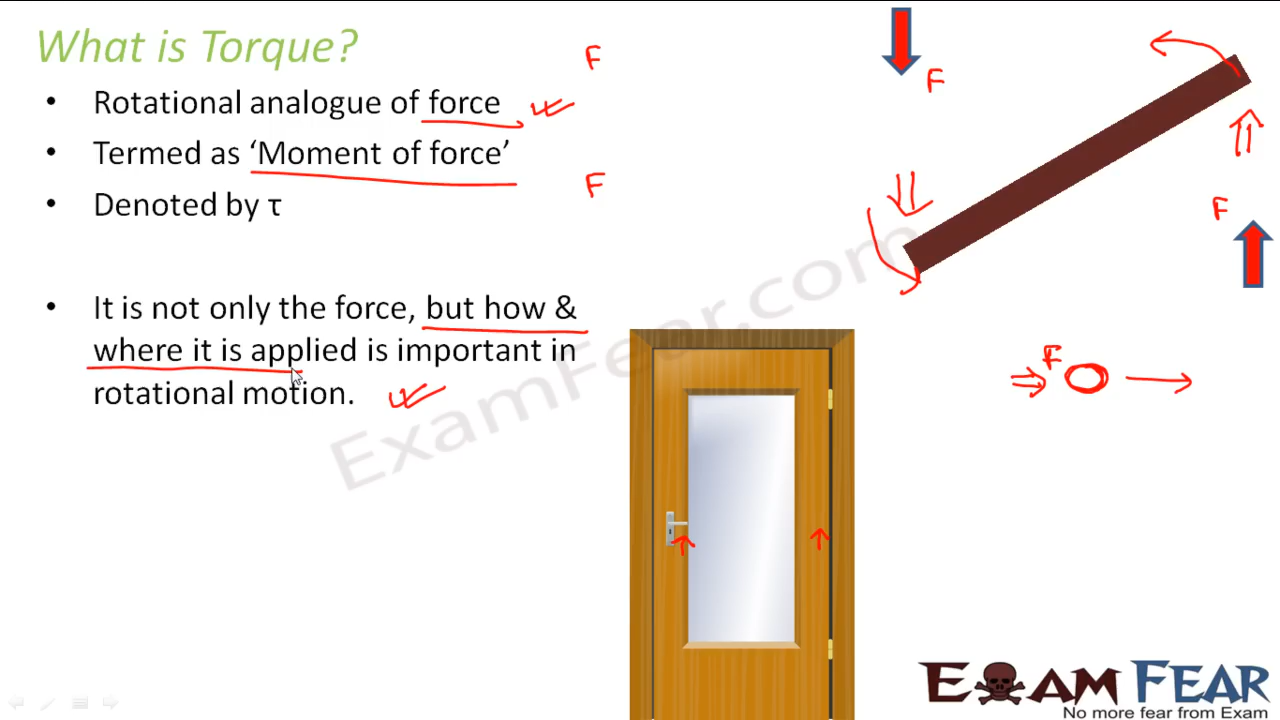 What is Torque?
F
• Rotational analogue of force
• Termed as ‘Moment of force’
F
• Denoted by τ
• It is not only the force, but how &
where it is applied is important in
rotational motion.
F
F
F
ExamFear.com
EXAM FEAR
No more fear from Exam